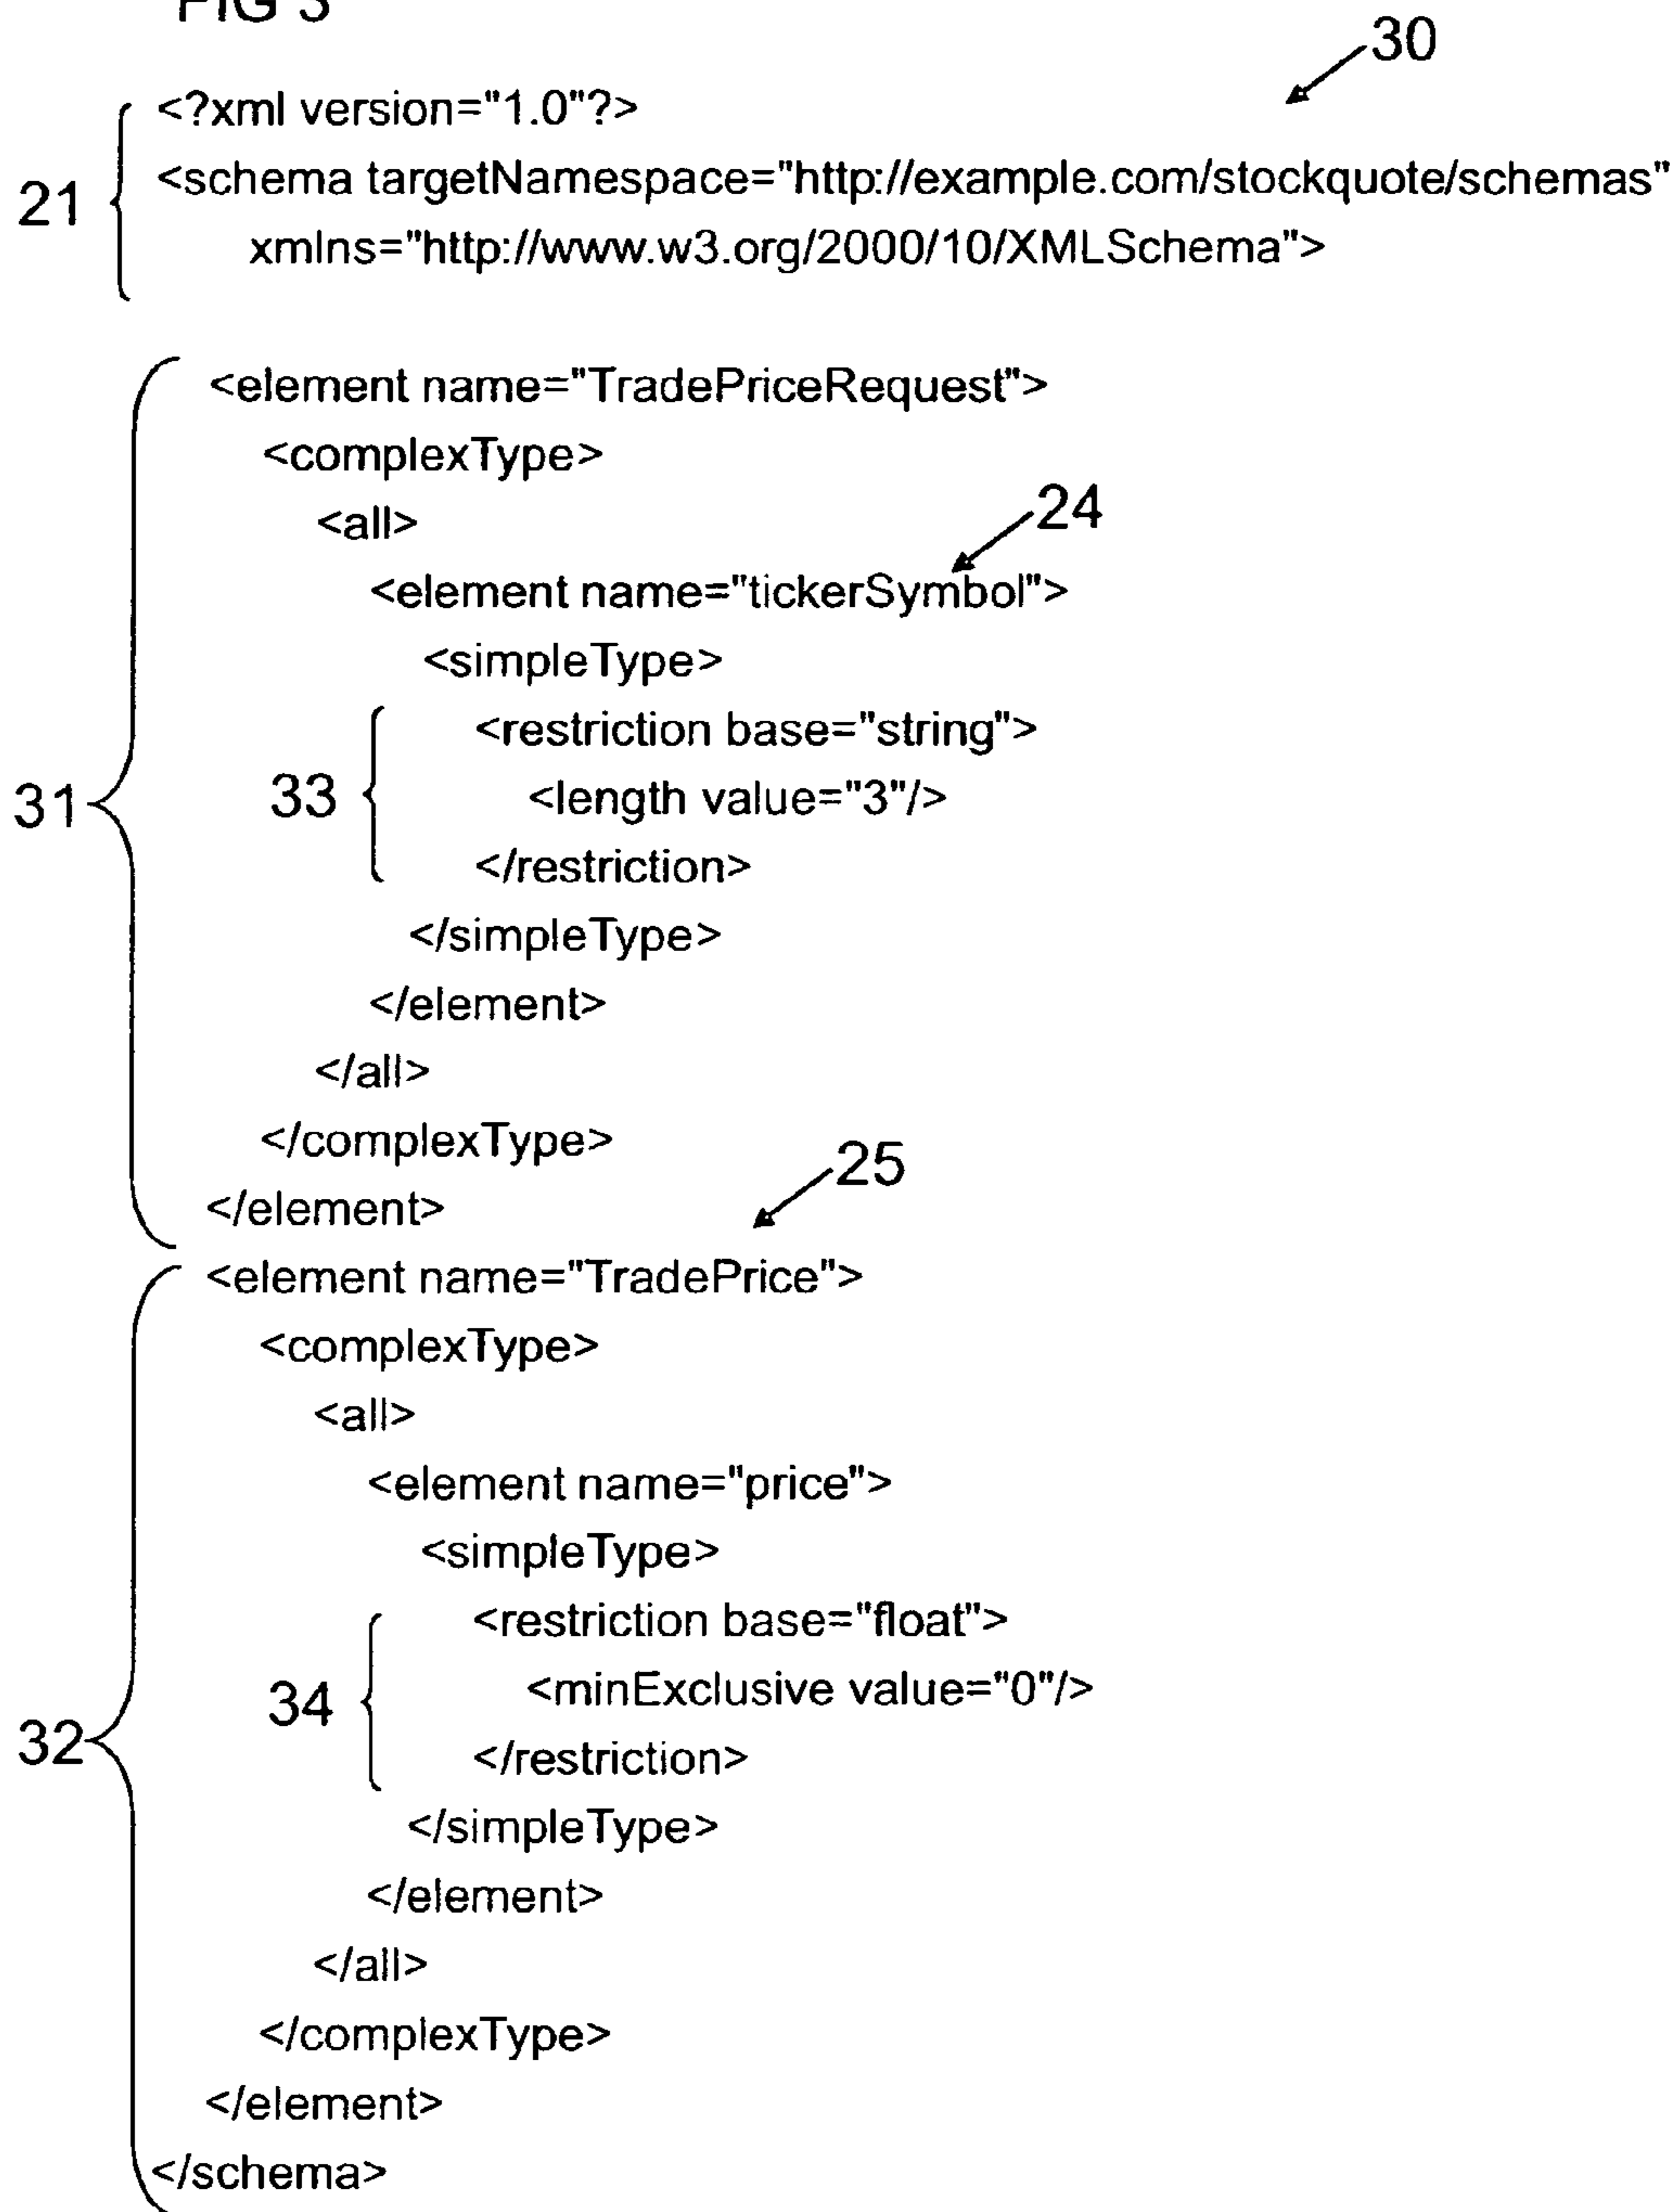 FIG 3
30
<?xml version="1.0"?>
21
<schema targetNamespace="http://example.com/stockquote/schemas"
xmlns="http://www.w3.org/2000/10/XMLSchema">
<element name="TradePriceRequest">
<complexType>
<all>
24
<element name="tickerSymbol">
<simpleType>
<restriction base="string">
31
33
<length value="3"/>
</restriction>
</simpleType>
</element>
</all>
</complexType>
25
</element>
<element name="TradePrice">
<complexType>
<all>
<element name="price">
<simpleType>
<restriction base="float">
32
34
<minExclusive value="0"/>
</restriction>
</simpleType>
</element>
</all>
</complexType>
</element>
</schema>